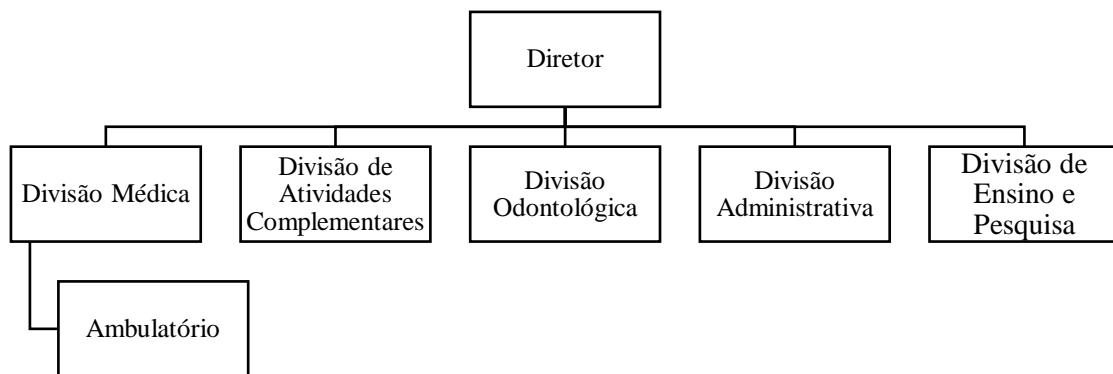 Diretor
Divisão Médica
Divisão de
Atividades
Complementares
Divisão
Odontológica
Divisão
Administrativa
Divisão de
Ensino e
Pesquisa
Ambulatório